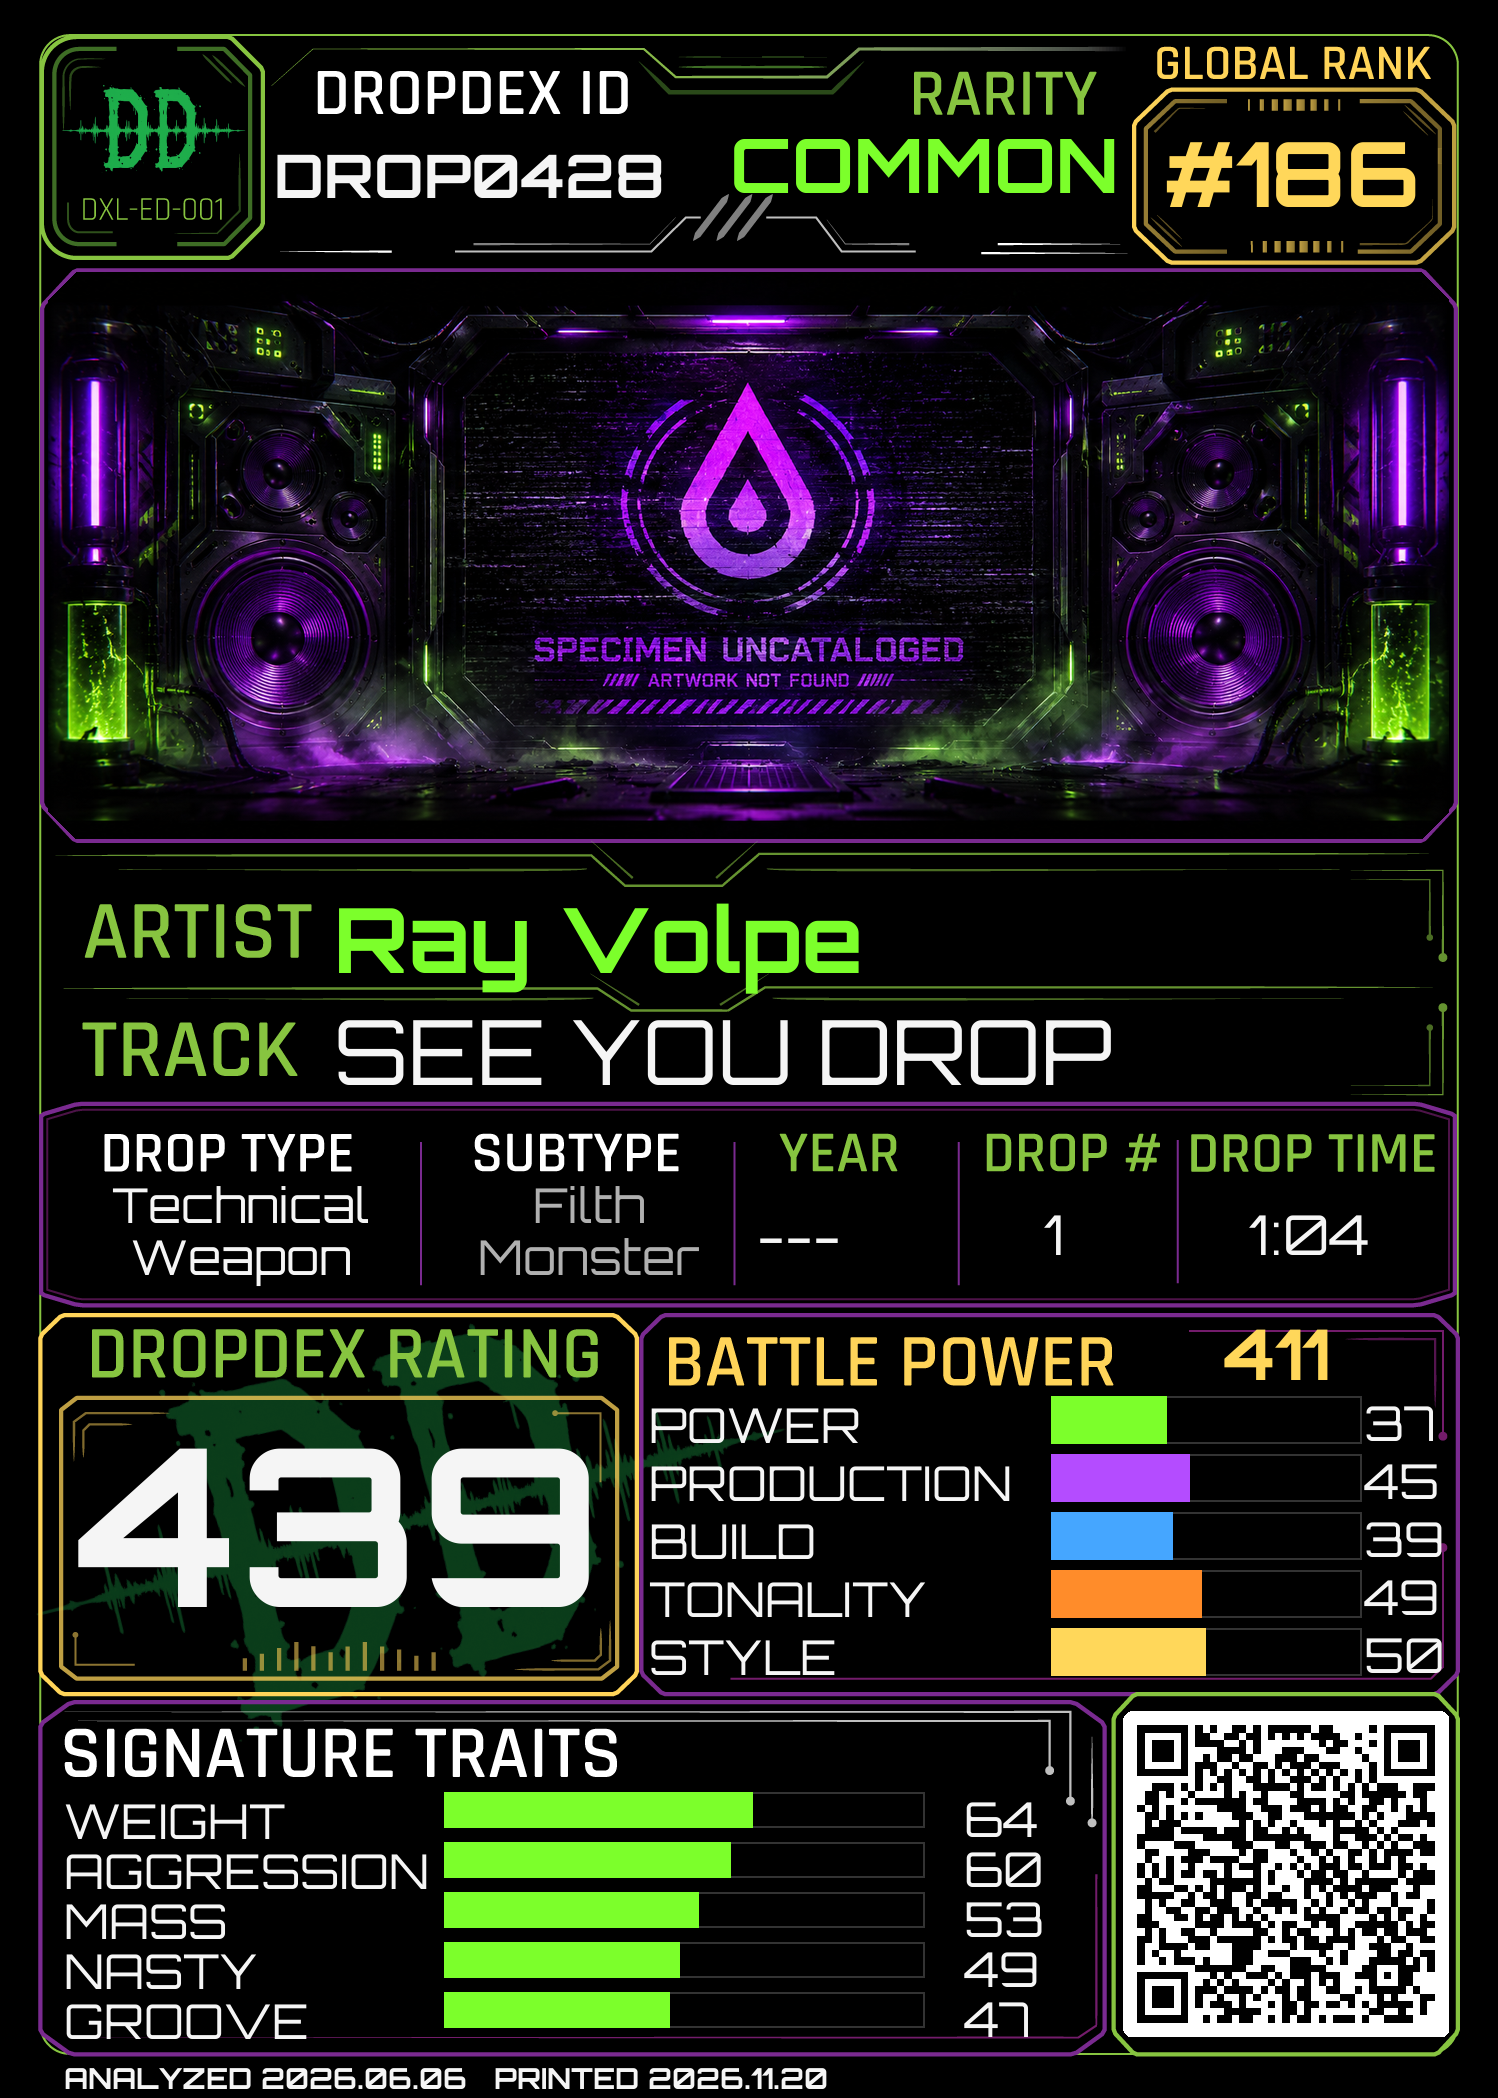 DD
DXL-ED-001
DROPDEX ID
DROP0428
RARITY
COMMON
GLOBAL RANK
#186
SPECIMEN UNCATALOGED
///// ARTWORK NOT FOUND /////
ARTIST Ray Volpe
TRACK SEE YOU DROP
DROP TYPE
Technical
Weapon
SUBTYPE
Filth
Monster
YEAR
---
DROP #
1
DROP TIME
1:04
DROPDEX RATING
439
BATTLE POWER 411
POWER 37
PRODUCTION 45
BUILD 39
TONALITY 49
STYLE 50
SIGNATURE TRAITS
WEIGHT 64
AGGRESSION 60
MASS 53
NASTY 49
GROOVE 47
ANALYZED 2026.06.06 PRINTED 2026.11.20